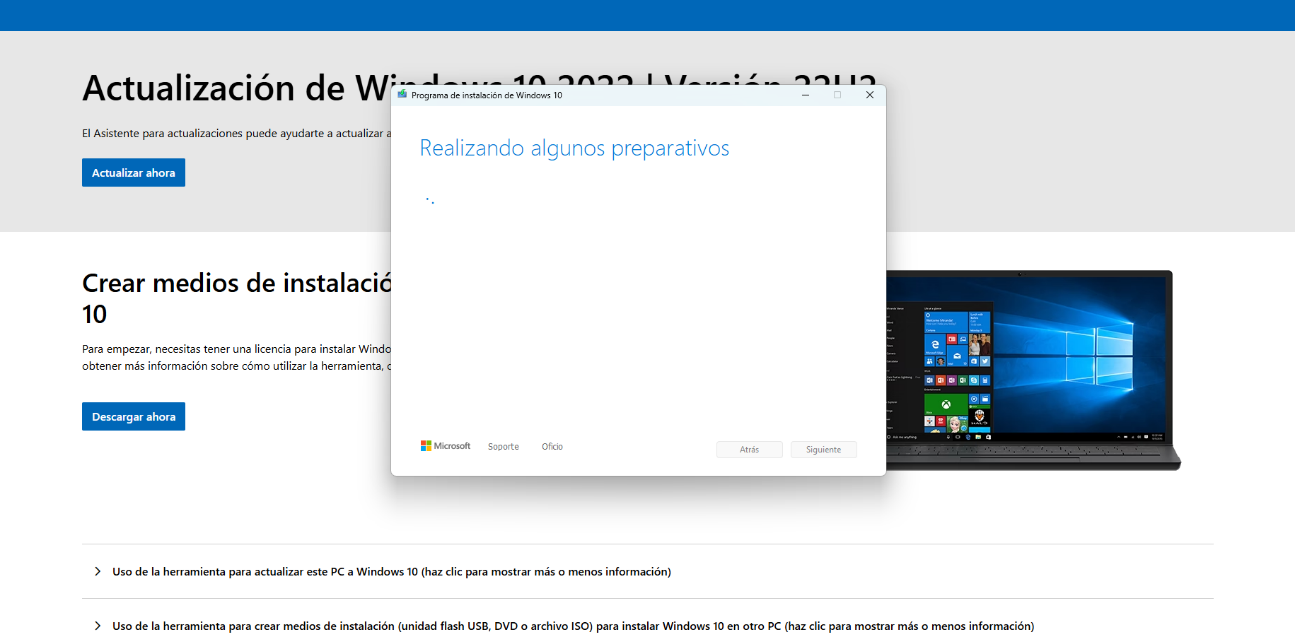 Actualización de Windows 10 2022 | Versión 22H2
Programa de instalación de Windows 10
El Asistente para actualizaciones puede ayudarte a actualizar a
Realizando algunos preparativos
Actualizar ahora
Crear medios de instalació
10
Para empezar, necesitas tener una licencia para instalar Windo
obtener más información sobre cómo utilizar la herramienta,
Descargar ahora
Microsoft
Soporte
Oficio
Atrás
Siguiente
Uso de la herramienta para actualizar este PC a Windows 10 (haz clic para mostrar más o menos información)
Uso de la herramienta para crear medios de instalación (unidad flash USB, DVD o archivo ISO) para instalar Windows 10 en otro PC (haz clic para mostrar más o menos información)